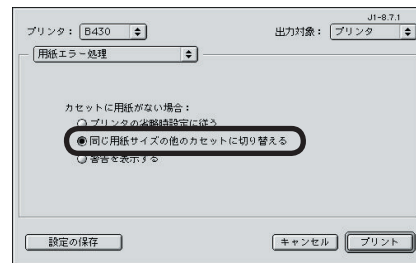 J1-8.7.1
プリンタ： B430 出力対象： プリンタ
用紙エラー処理
カセットに用紙がない場合：
プリンタの省略時設定に従う
同じ用紙サイズの他のカセットに切り替える
警告を表示する
設定の保存 キャンセル プリント